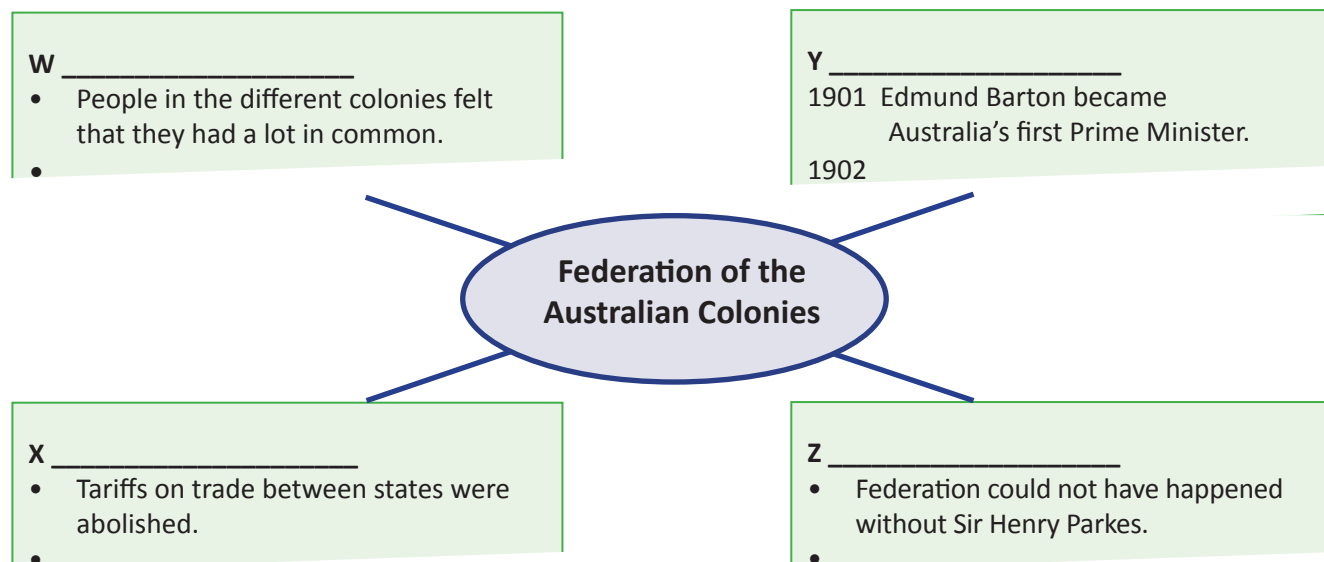 W ____________________
• People in the different colonies felt
that they had a lot in common.
•
Y ____________________
1901 Edmund Barton became
Australia's first Prime Minister.
1902
Federation of the
Australian Colonies
X ____________________
• Tariffs on trade between states were
abolished.
•
Z ____________________
• Federation could not have happened
without Sir Henry Parkes.
•